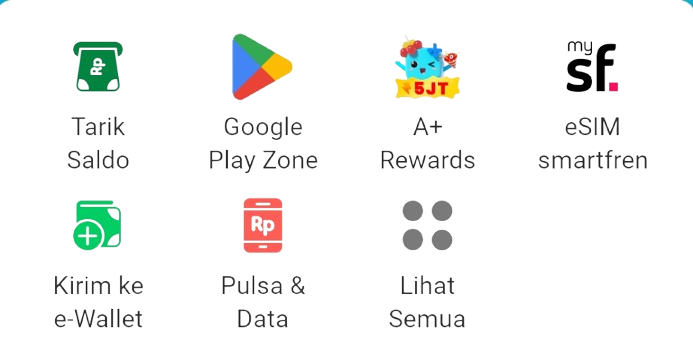 Rp
5JT
my
sf.
Tarik
Saldo
Google
Play Zone
A+
Rewards
eSIM
smartfren
Rp
Kirim ke
e-Wallet
Pulsa &
Data
Lihat
Semua